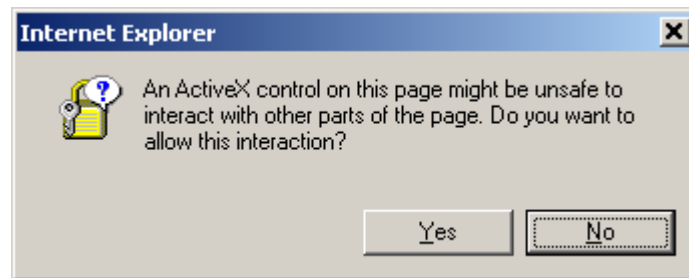 Internet Explorer
An ActiveX control on this page might be unsafe to
interact with other parts of the page. Do you want to
allow this interaction?
Yes No